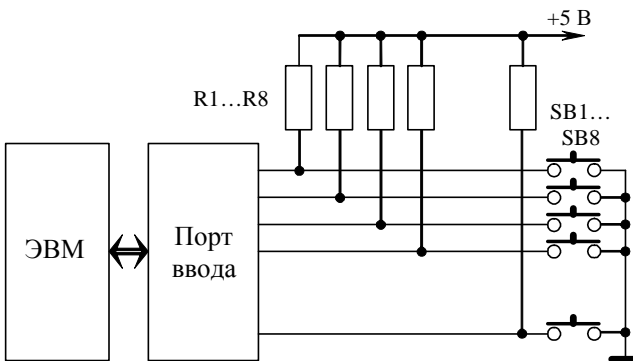 +5 В
R1...R8
SB1...
SB8
ЭВМ
Порт
ввода